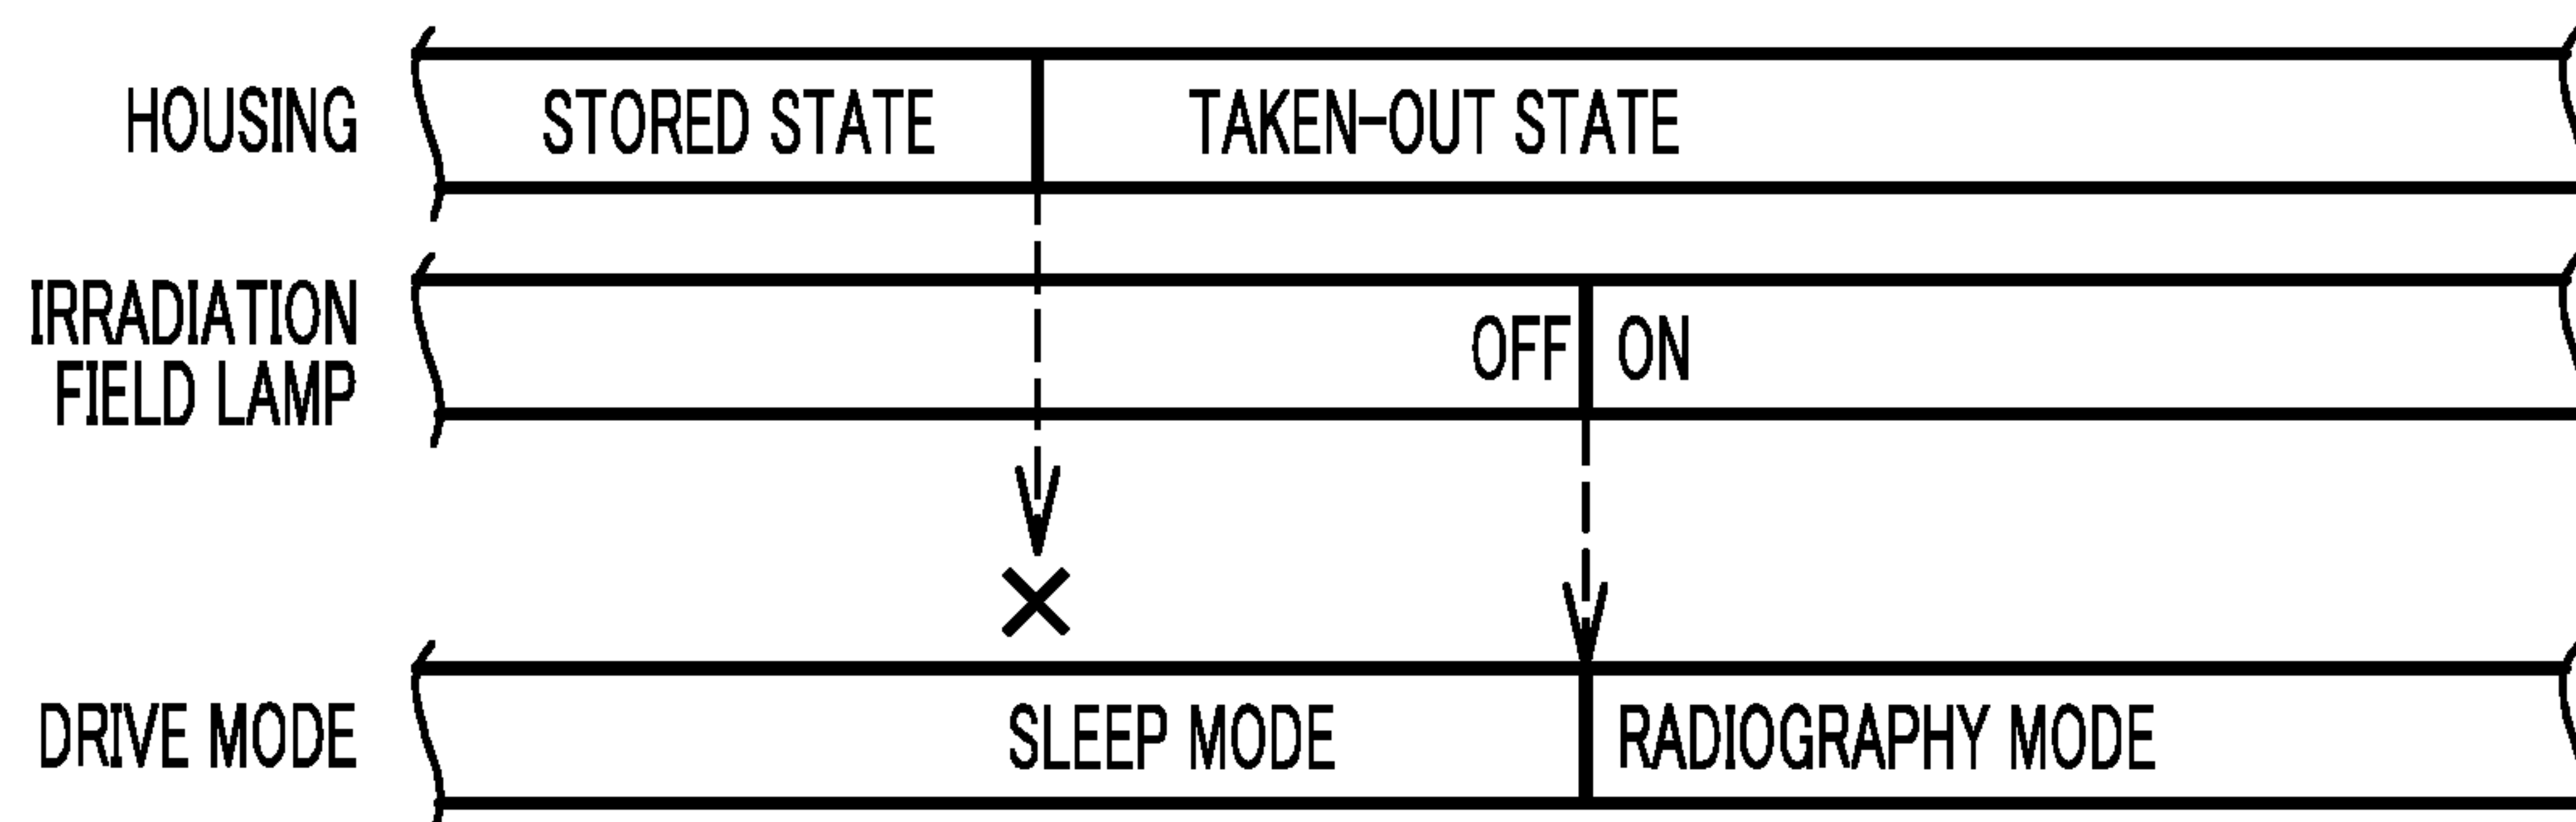 HOUSING
STORED STATE
TAKEN-OUT STATE
IRRADIATION
FIELD LAMP
OFF
ON
DRIVE MODE
SLEEP MODE
RADIOGRAPHY MODE